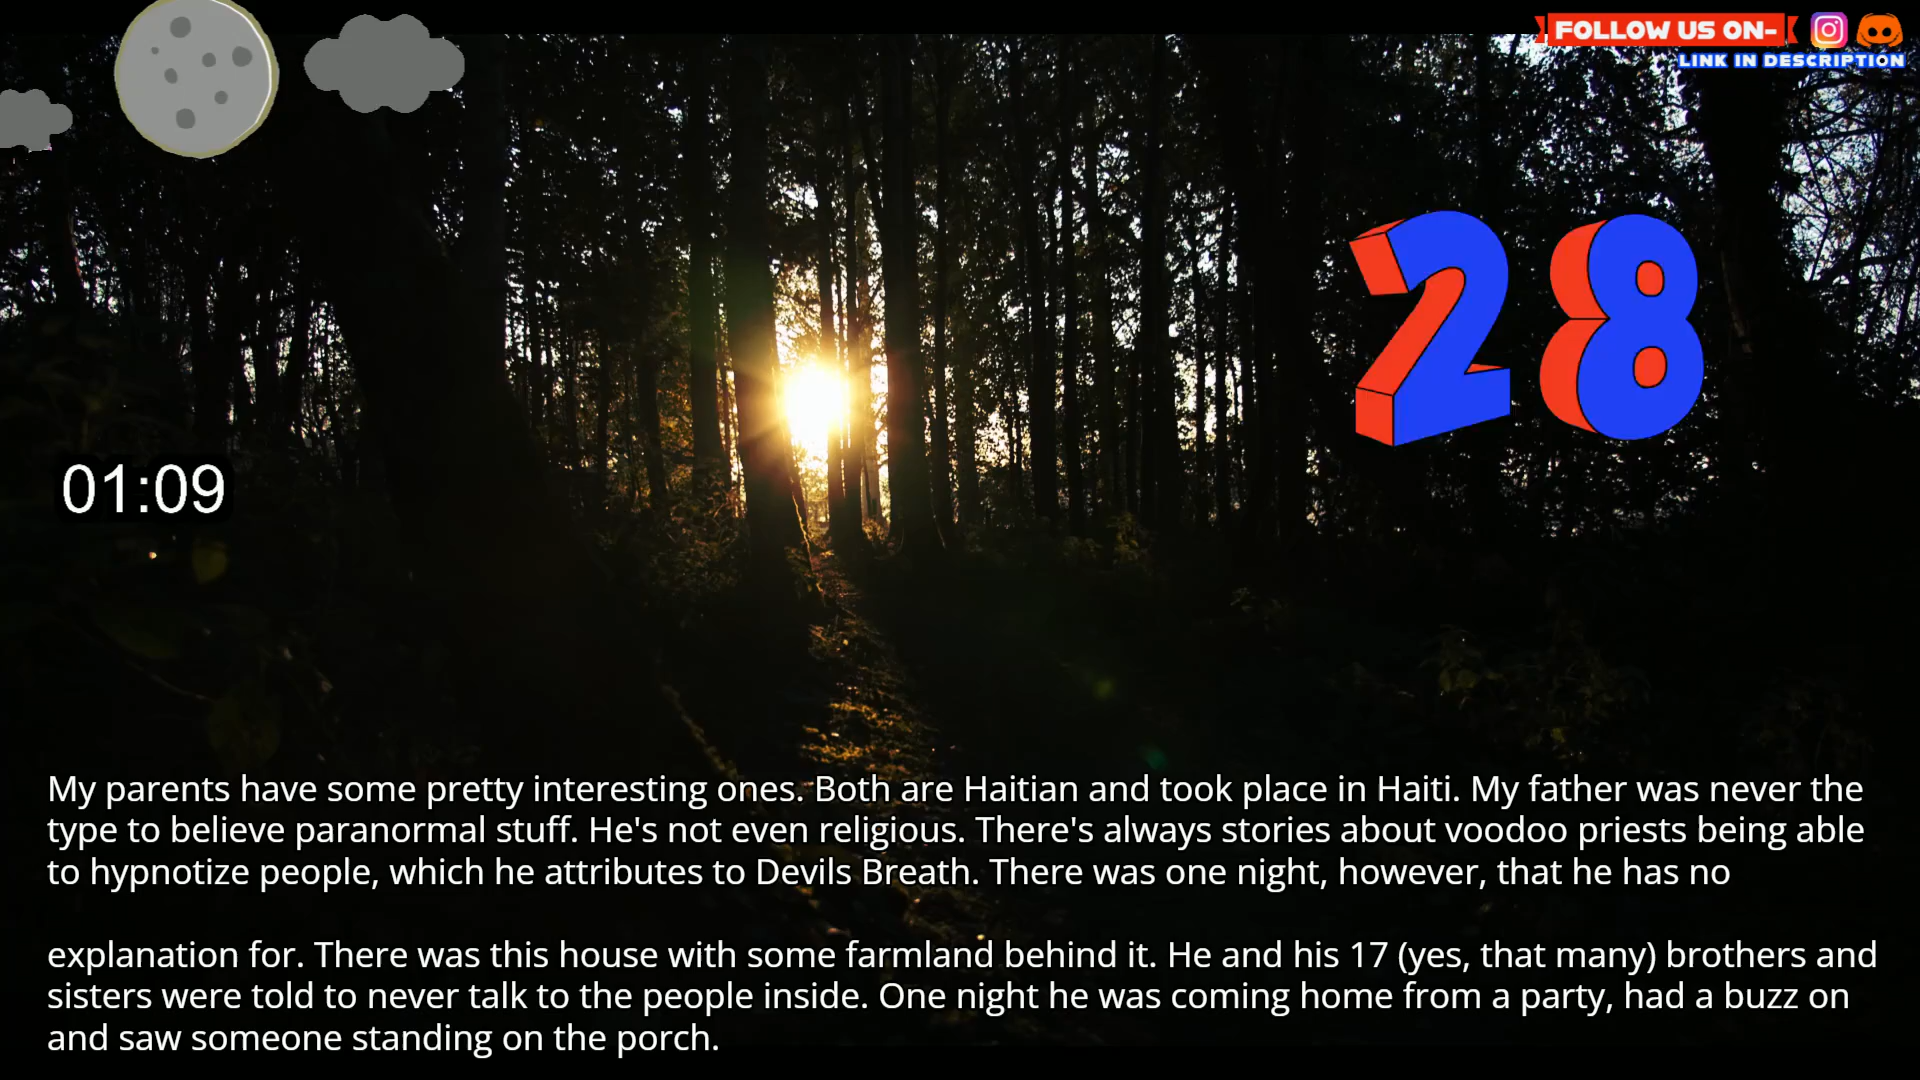 FOLLOW US ON-
LINK IN DESCRIPTION
28
01:09
My parents have some pretty interesting ones. Both are Haitian and took place in Haiti. My father was never the
type to believe paranormal stuff. He's not even religious. There's always stories about voodoo priests being able
to hypnotize people, which he attributes to Devils Breath. There was one night, however, that he has no
explanation for. There was this house with some farmland behind it. He and his 17 (yes, that many) brothers and
sisters were told to never talk to the people inside. One night he was coming home from a party, had a buzz on
and saw someone standing on the porch.